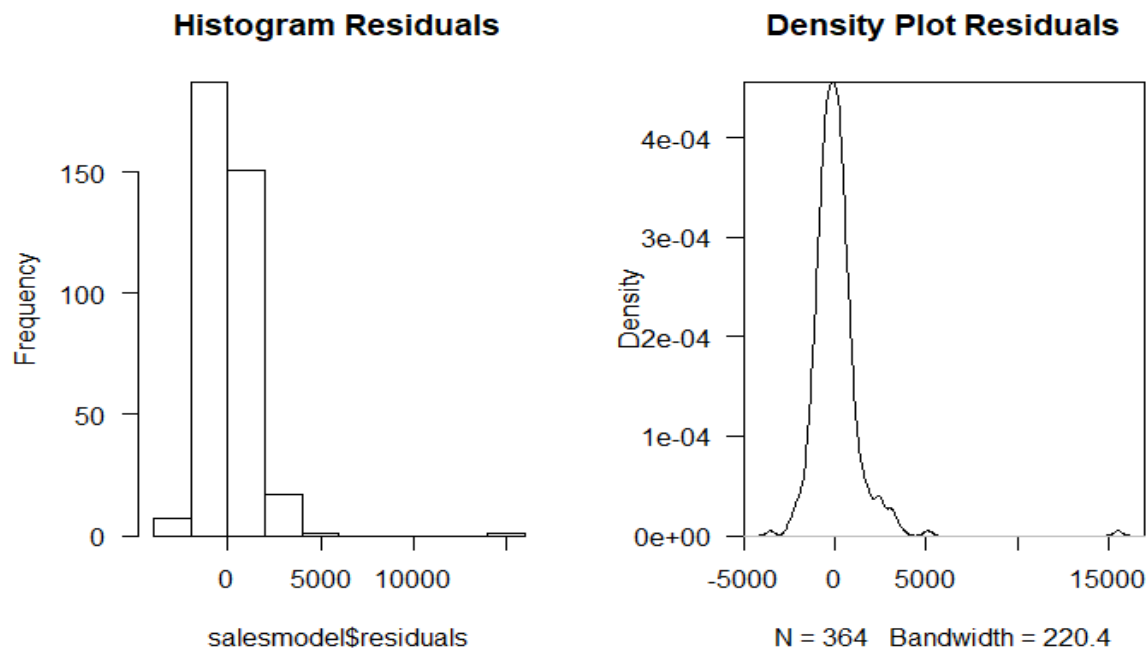 Histogram Residuals
Frequency
0
50
100
150
0 5000 10000
salesmodel$residuals
Density Plot Residuals
Density
0e+00
1e-04
2e-04
3e-04
4e-04
-5000 0 5000 15000
N = 364 Bandwidth = 220.4